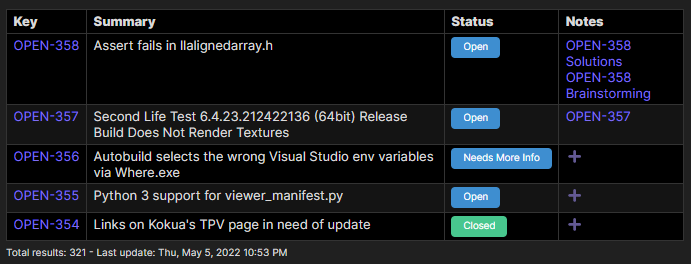 Key Summary Status Notes
OPEN-358 Assert fails in llalignedarray.h Open OPEN-358
Solutions
OPEN-358
Brainstorming
OPEN-357 Second Life Test 6.4.23.212422136 (64bit) Release Open OPEN-357
Build Does Not Render Textures
OPEN-356 Autobuild selects the wrong Visual Studio env variables Needs More Info +
via Where.exe
OPEN-355 Python 3 support for viewer_manifest.py Open +
OPEN-354 Links on Kokua's TPV page in need of update Closed +
Total results: 321 - Last update: Thu, May 5, 2022 10:53 PM